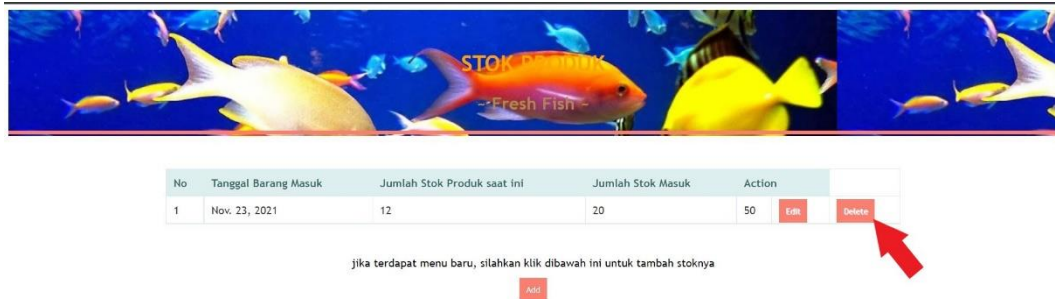 STOK PRODUK
- Fresh Fish -
No Tanggal Barang Masuk Jumlah Stok Produk saat ini Jumlah Stok Masuk Action
1 Nov. 23, 2021 12 20 50 Edit Delete
jika terdapat menu baru, silahkan klik dibawah ini untuk tambah stoknya
Add